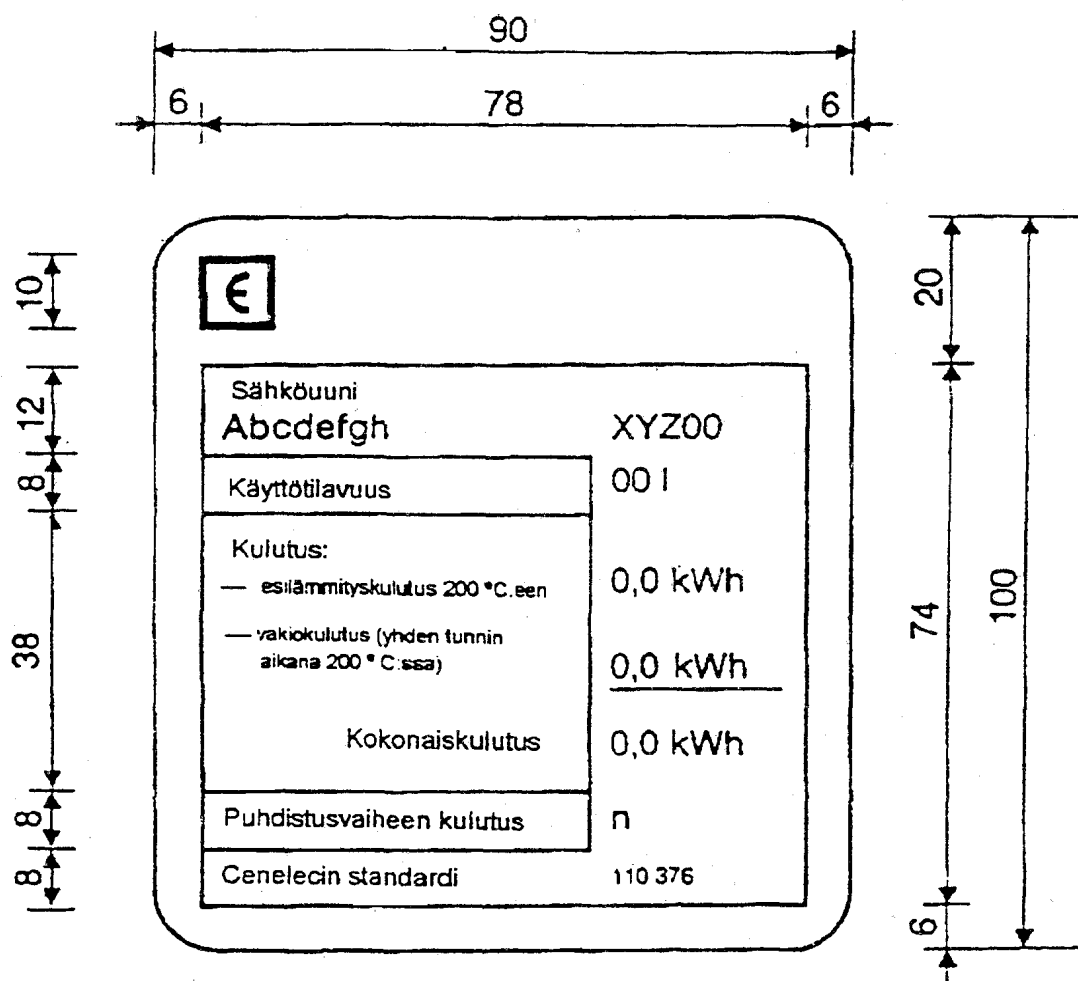 90
6 78 6
10
20
12
8
38
8
8
74
100
6
Є
Sähköuuni
Abcdefgh XYZ00
Käyttötilavuus 00 l
Kulutus:
— esilämmityskulutus 200 °C.een 0,0 kWh
— vakiokulutus (yhden tunnin
aikana 200 ° C:ssa) 0,0 kWh
Kokonaiskulutus 0,0 kWh
Puhdistusvaiheen kulutus n
Cenelecin standardi 110 376